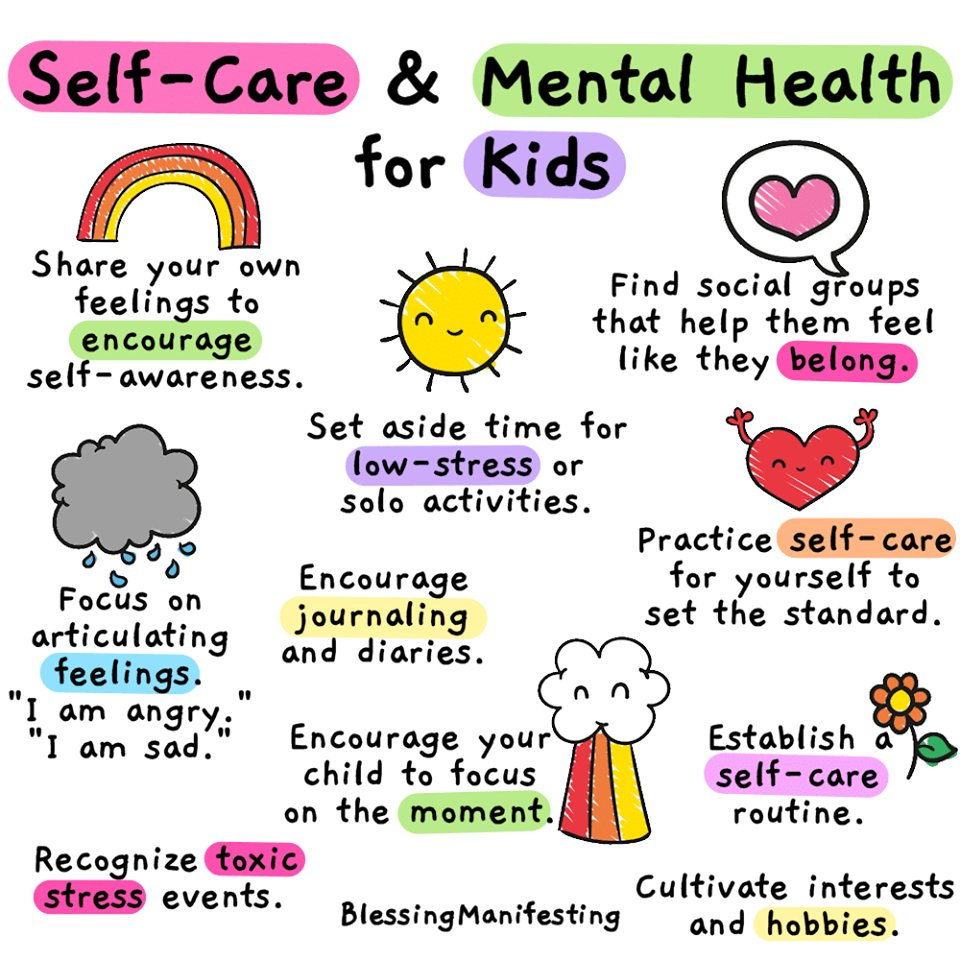 Self-Care & Mental Health
for Kids
Share your own
feelings to
encourage
self-awareness.
Find social groups
that help them feel
like they belong.
Set aside time for
low-stress or
solo activities.
Focus on
articulating
feelings.
"I am angry."
"I am sad."
Encourage
journaling
and diaries.
Practice self-care
for yourself to
set the standard.
Encourage your
child to focus
on the moment.
Establish a
self-care
routine.
Recognize toxic
stress events.
BlessingManifesting
Cultivate interests
and hobbies.